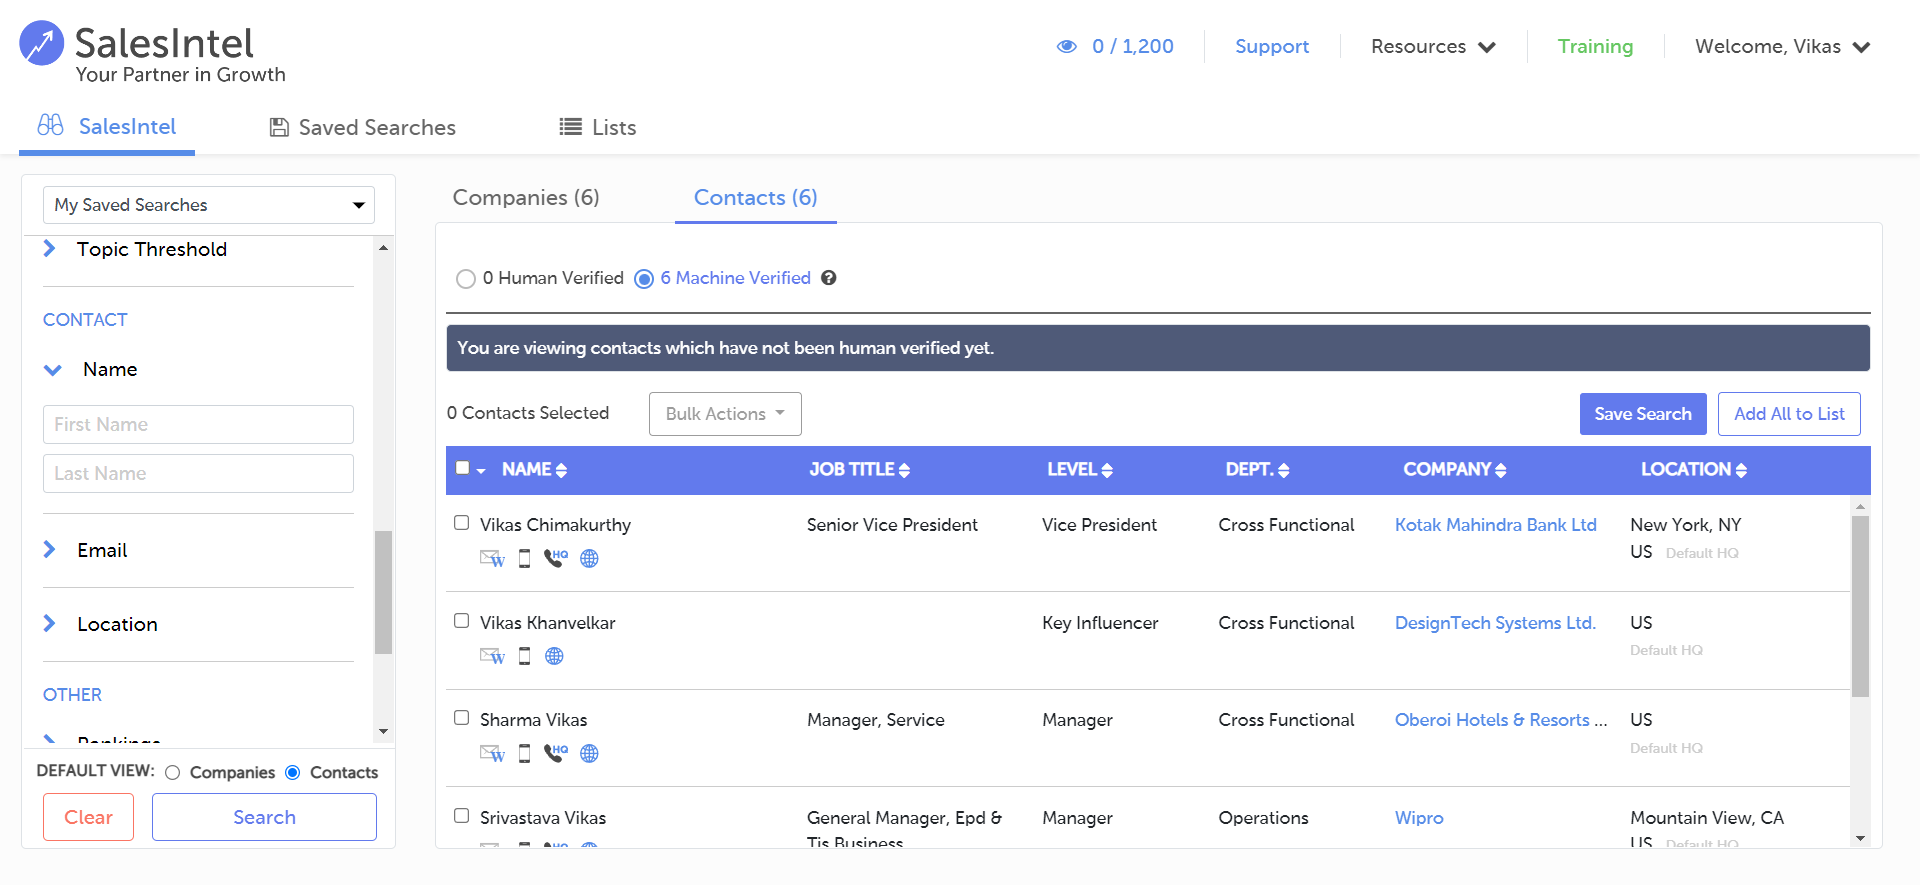 SalesIntel
Your Partner in Growth
0 / 1,200
Support
Resources
Training
Welcome, Vikas
SalesIntel
Saved Searches
Lists
My Saved Searches
Topic Threshold
CONTACT
Name
First Name
Last Name
Email
Location
OTHER
Rankings
DEFAULT VIEW: Companies Contacts
Clear
Search
Companies (6)
Contacts (6)
0 Human Verified 6 Machine Verified ?
You are viewing contacts which have not been human verified yet.
0 Contacts Selected
Bulk Actions
Save Search
Add All to List
NAME JOB TITLE LEVEL DEPT. COMPANY LOCATION
Vikas Chimakurthy Senior Vice President Vice President Cross Functional Kotak Mahindra Bank Ltd New York, NY
W HQ US Default HQ
Vikas Khanvelkar Key Influencer Cross Functional DesignTech Systems Ltd. US
W Default HQ
Sharma Vikas Manager, Service Manager Cross Functional Oberoi Hotels & Resorts ... US
W HQ Default HQ
Srivastava Vikas General Manager, Epd & Manager Operations Wipro Mountain View, CA
Tis Business US Default HQ